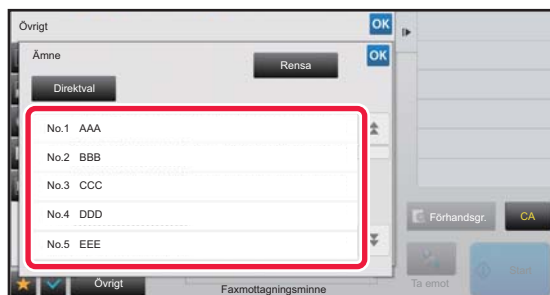 Övrigt
OK
Ämne
Rensa
OK
Direktval
No.1 AAA
No.2 BBB
No.3 CCC
No.4 DDD
No.5 EEE
Förhandsgr.
CA
Övrigt
Faxmottagningsminne
Ta emot
Start